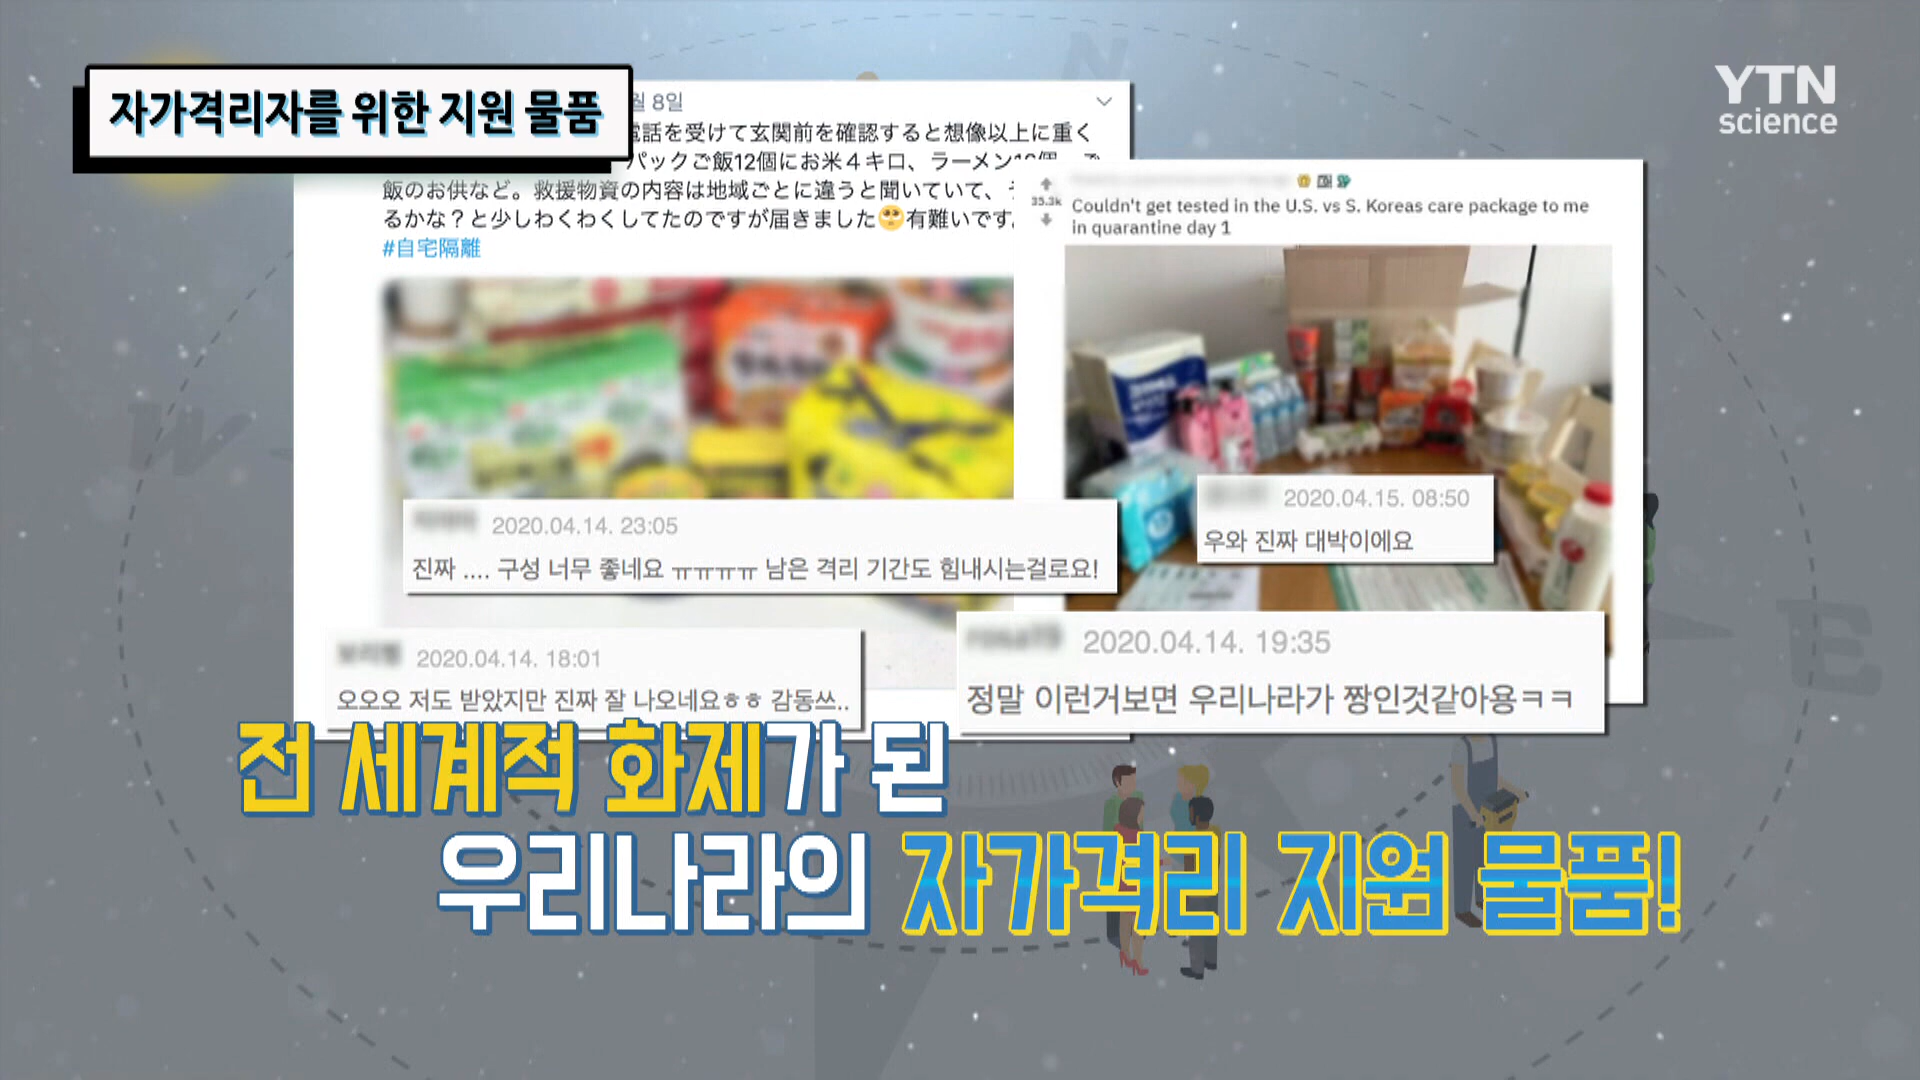 자가격리자를 위한 지원 물품
YTN
science
월 8일
電話を受けて玄関前を確認すると想像以上に重く
パックご飯12個にお米4キロ、ラーメン
飯のお供など。救援物資の内容は地域ごとに違うと聞いていて、
るかな？と少しわくわくしてたのですが届きました🥺有難いです。
#自宅隔離
35.3k
Couldn't get tested in the U.S. vs S. Koreas care package to me
in quarantine day 1
2020.04.15. 08:50
우와 진짜 대박이에요
2020.04.14. 23:05
진짜 .... 구성 너무 좋네요 ㅠㅠㅠㅠ 남은 격리 기간도 힘내시는걸로요!
2020.04.14. 18:01
오오오 저도 받았지만 진짜 잘 나오네요ㅎㅎ 감동쓰..
2020.04.14. 19:35
정말 이런거보면 우리나라가 짱인것같아용ㅋㅋ
전 세계적 화제가 된
우리나라의 자가격리 지원 물품!
N
W
E